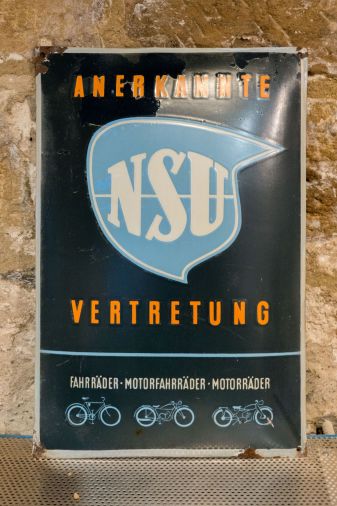 ANERKANNTE
NSU
VERTRETUNG
FAHRRÄDER · MOTORFAHRRÄDER · MOTORRÄDER